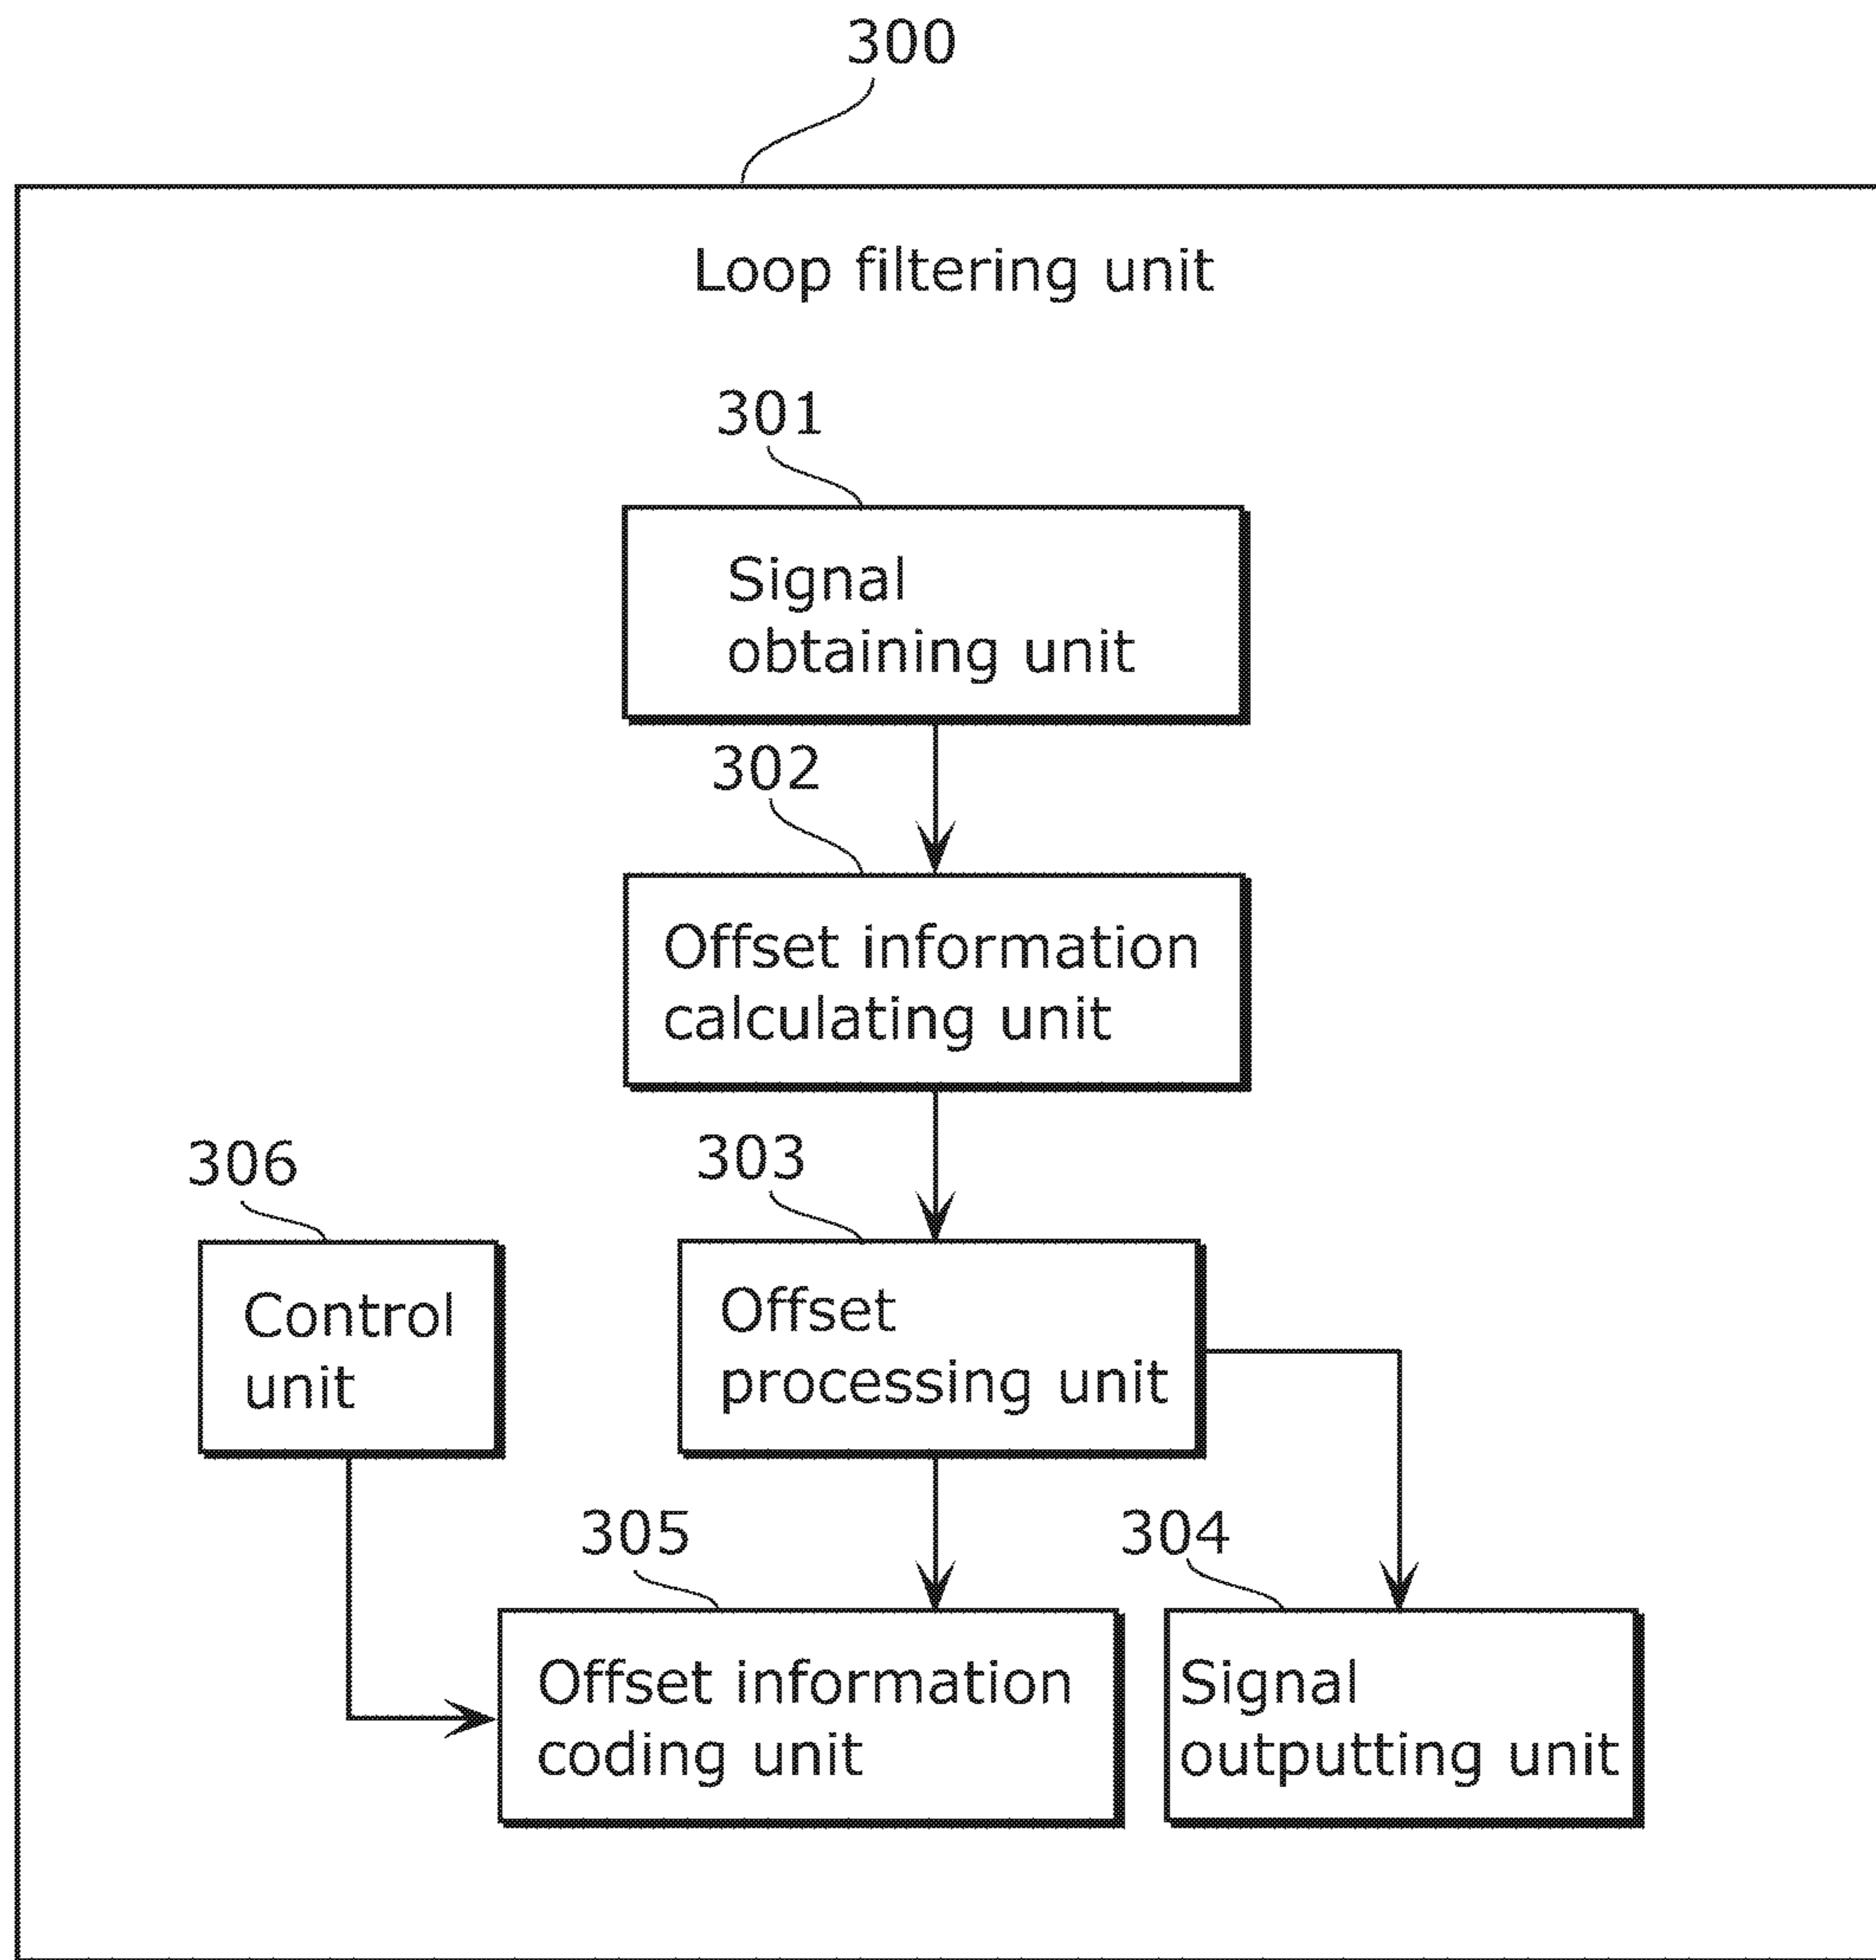 300
Loop filtering unit
301
Signal
obtaining unit
302
Offset information
calculating unit
306
303
Control
unit
Offset
processing unit
305
304
Offset information
coding unit
Signal
outputting unit